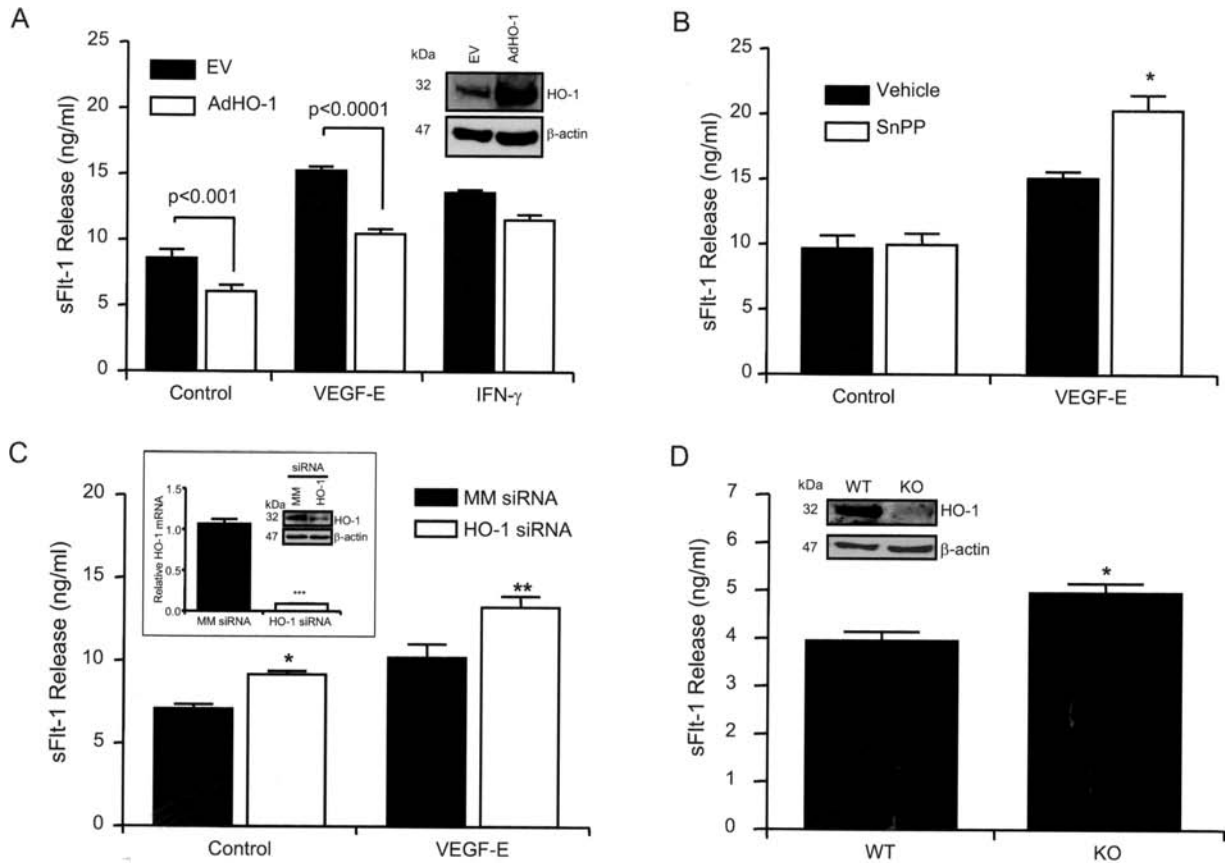 A
sFlt-1 Release (ng/ml)
25
20
15
10
5
0
EV
AdHO-1
p<0.001
p<0.0001
kDa
EV
AdHO-1
32
HO-1
47
β-actin
Control
VEGF-E
IFN-γ
B
sFlt-1 Release (ng/ml)
25
20
15
10
5
0
Vehicle
SnPP
*
Control
VEGF-E
C
sFlt-1 Release (ng/ml)
20
15
10
5
0
Relative HO-1 mRNA
1.5
1.0
0.5
0.0
siRNA
kDa
MM
HO-1
32
HO-1
47
β-actin
***
MM siRNA
HO-1 siRNA
MM siRNA
HO-1 siRNA
*
**
Control
VEGF-E
D
sFlt-1 Release (ng/ml)
7
6
5
4
3
2
1
0
kDa
WT
KO
32
HO-1
47
β-actin
*
WT
KO